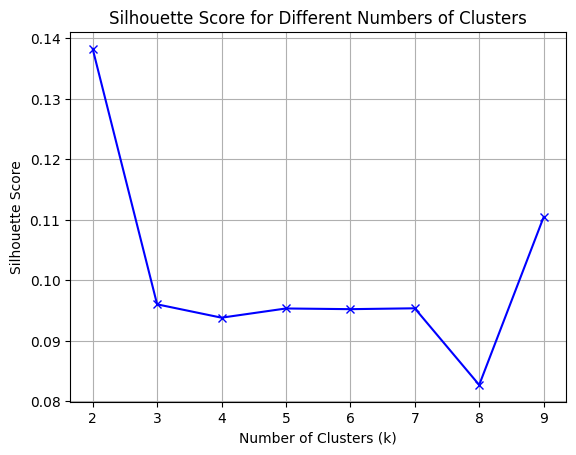 Silhouette Score for Different Numbers of Clusters
0.14
0.13
0.12
0.11
0.10
0.09
0.08
Silhouette Score
2 3 4 5 6 7 8 9
Number of Clusters (k)